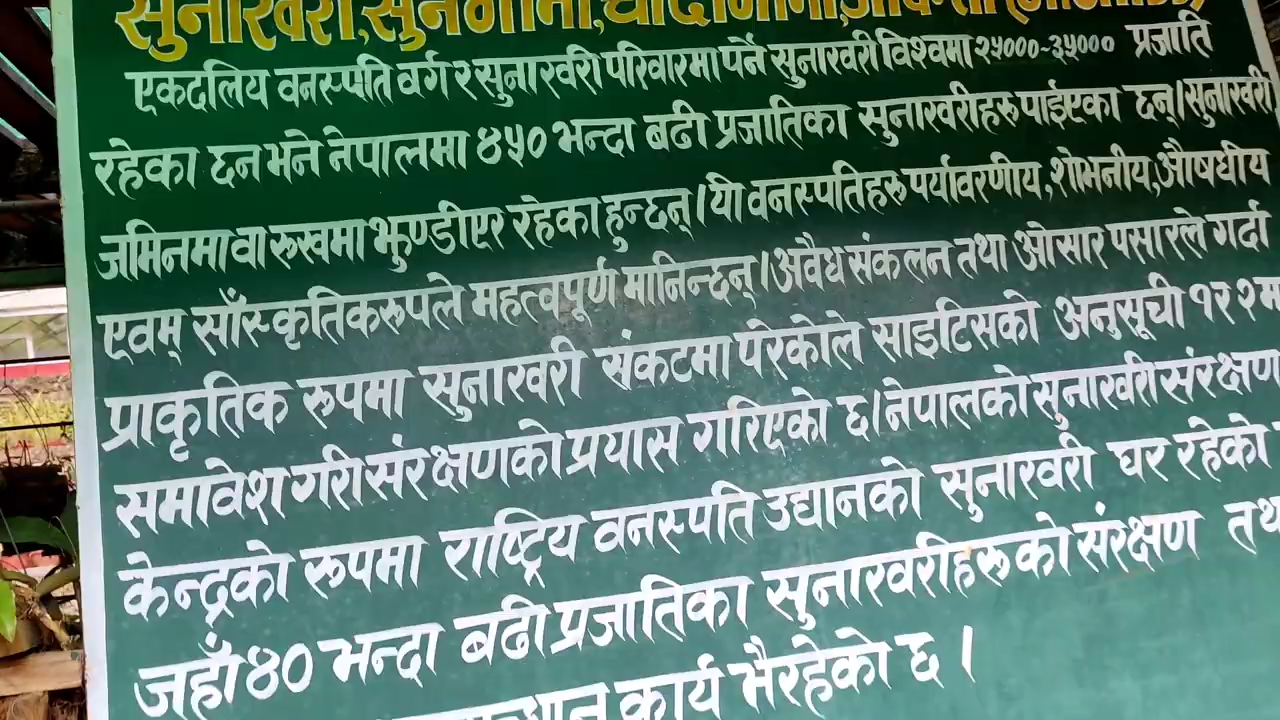 सुनाखरी,सुनगाभा,चाँदीगाभा,
एकदलिय वनस्पति वर्ग र सुनाखरी परिवारमा पर्ने सुनाखरी विश्वमा २५०००-३५००० प्रजाति
रहेका छन भने नेपालमा ४५० भन्दा बढी प्रजातिका सुनाखरीहरु पाईएका छन्। सुनाखरी
जमिनमा वा रुखमा झुण्डीएर रहेका हुन्छन्। यी वनस्पतिहरु पर्यावरणीय, शोभनीय, औषधीय
एवम् साँस्कृतिकरुपले महत्वपूर्ण मानिन्छन्। अवैध संकलन तथा ओसार पसारले गर्दा
प्राकृतिक रूपमा सुनाखरी संकटमा परेकोले साइटिसको अनुसूची १र २मा
समावेश गरी संरक्षणको प्रयास गरिएको छ। नेपालको सुनाखरी संरक्षण
केन्द्रको रूपमा राष्ट्रिय वनस्पति उद्यानको सुनाखरी घर रहेको
जहाँ ४० भन्दा बढी प्रजातिका सुनाखरीहरूको संरक्षण तथा
कार्य भैरहेको छ ।